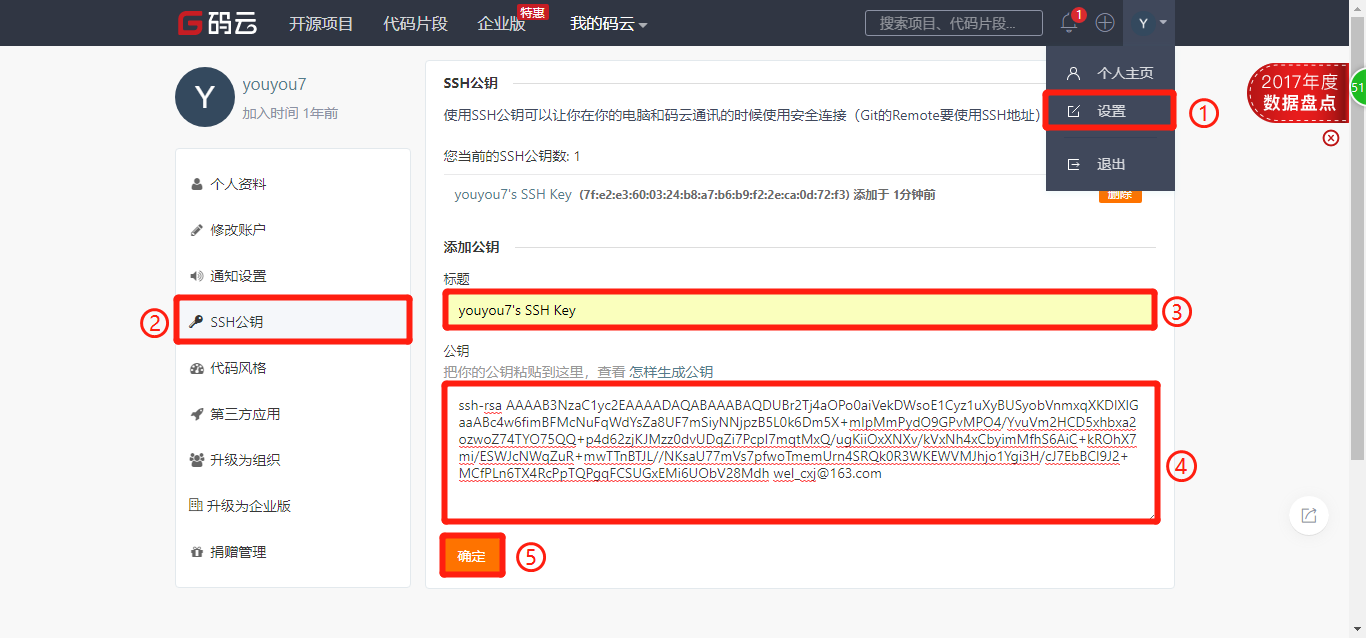 码云 开源项目 代码片段 企业版 特惠 我的码云 搜索项目、代码片段... 1 Y
个人主页
设置 ①
退出
2017年度
数据盘点
51
Y youyou7
加入时间 1年前
个人资料
修改账户
通知设置
② SSH公钥
代码风格
第三方应用
升级为组织
升级为企业版
捐赠管理
SSH公钥
使用SSH公钥可以让你在你的电脑和码云通讯的时候使用安全连接（Git的Remote要使用SSH地址）
您当前的SSH公钥数: 1
youyou7's SSH Key (7f:e2:e3:60:03:24:b8:a7:b6:b9:f2:2e:ca:0d:72:f3) 添加于 1分钟前 删除
添加公钥
标题
youyou7's SSH Key ③
公钥
把你的公钥粘贴到这里，查看 怎样生成公钥
ssh-rsa AAAAB3NzaC1yc2EAAAADAQABAAABAQDUBr2Tj4aOPo0aiVekDWsoE1Cyz1uXyBUSyobVnmxqXKDIXlG
aaABc4w6fimBFMcNuFqWdYsZa8UF7mSiyNNjpzB5L0k6Dm5X+mIpMmPydO9GPvMPO4/YvuVm2HCD5xhbxa2
ozwoZ74TYO75QQ+p4d62zjKJMzz0dvUDqZi7PcpI7mqtMxQ/ugKiiOxXNXv/kVxNh4xCbyimMfhS6AiC+kROhX7
mi/ESWJcNWqZuR+mwTTnBTJL//NKsaU77mVs7pfwoTmemUrn4SRQk0R3WKEWVMJhjo1Ygi3H/cJ7EbBCI9J2+
MCfPLn6TX4RcPpTQPgqFCSUGxEMi6UObV28Mdh wel_cxj@163.com
④
确定 ⑤